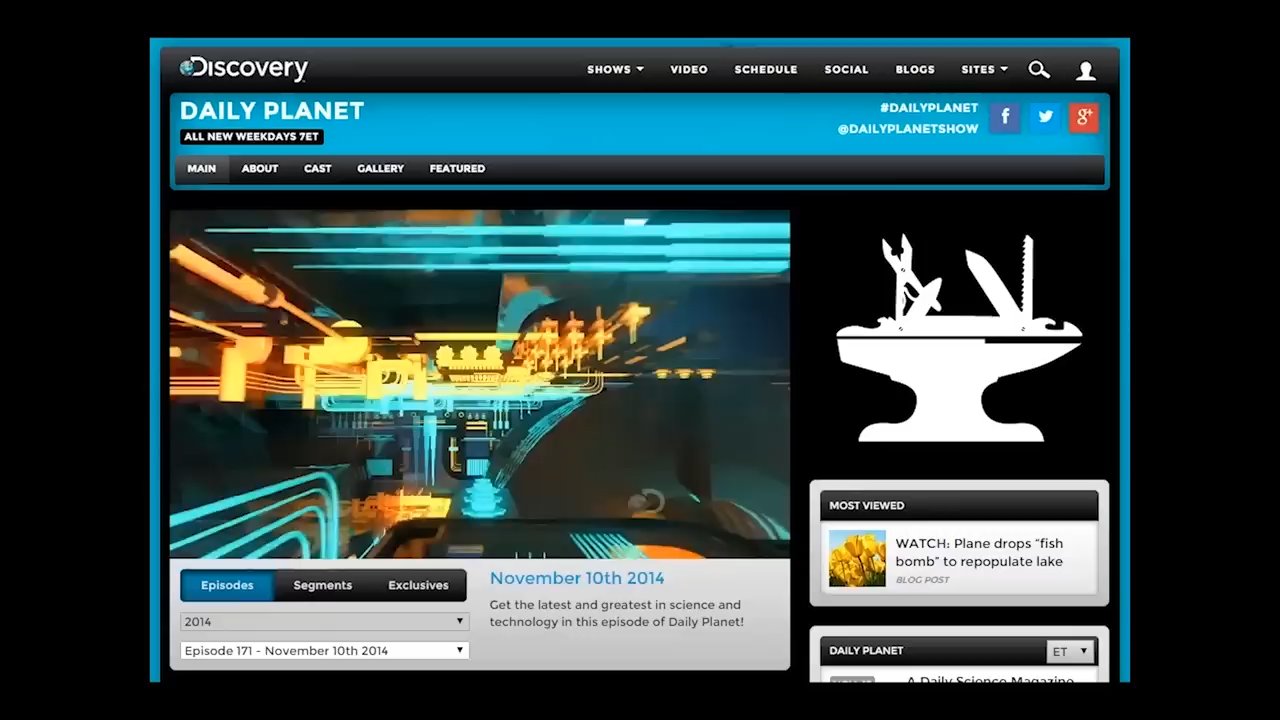 Discovery
SHOWS VIDEO SCHEDULE SOCIAL BLOGS SITES
DAILY PLANET
ALL NEW WEEKDAYS 7ET
#DAILYPLANET
@DAILYPLANETSHOW
f g+
MAIN ABOUT CAST GALLERY FEATURED
Episodes Segments Exclusives
2014
Episode 171 - November 10th 2014
November 10th 2014
Get the latest and greatest in science and
technology in this episode of Daily Planet!
MOST VIEWED
WATCH: Plane drops “fish
bomb” to repopulate lake
BLOG POST
DAILY PLANET ET
A Daily Science Magazine